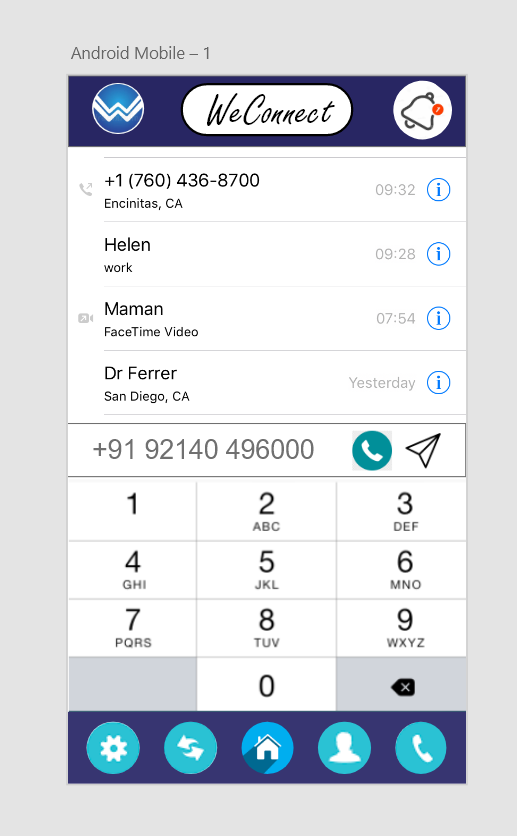 Android Mobile – 1
WeConnect
+1 (760) 436-8700
Encinitas, CA
09:32
Helen
work
09:28
Maman
FaceTime Video
07:54
Dr Ferrer
San Diego, CA
Yesterday
+91 92140 496000
1 2 3
ABC DEF
4 5 6
GHI JKL MNO
7 8 9
PQRS TUV WXYZ
0